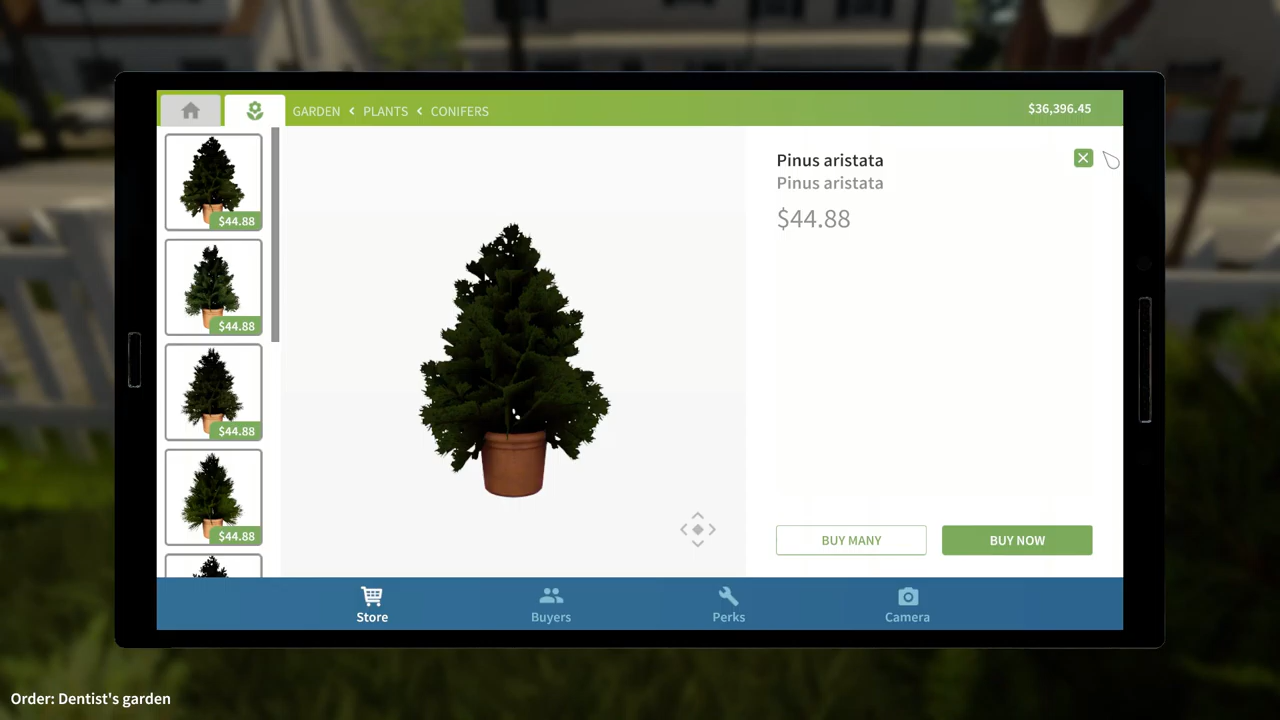 GARDEN < PLANTS < CONIFERS
$36,396.45
$44.88
$44.88
$44.88
$44.88
Pinus aristata
Pinus aristata
$44.88
BUY MANY
BUY NOW
Store
Buyers
Perks
Camera
Order: Dentist's garden